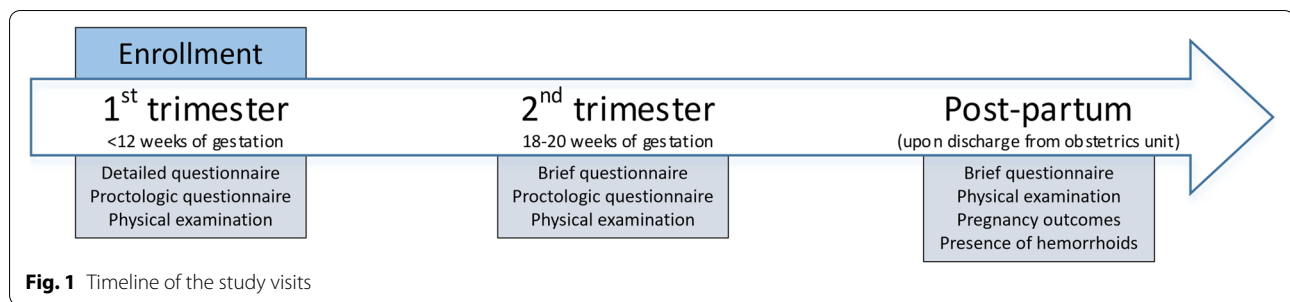 Enrollment
1st trimester
<12 weeks of gestation
Detailed questionnaire
Proctologic questionnaire
Physical examination
2nd trimester
18-20 weeks of gestation
Brief questionnaire
Proctologic questionnaire
Physical examination
Post-partum
(upon discharge from obstetrics unit)
Brief questionnaire
Physical examination
Pregnancy outcomes
Presence of hemorrhoids
Fig. 1 Timeline of the study visits